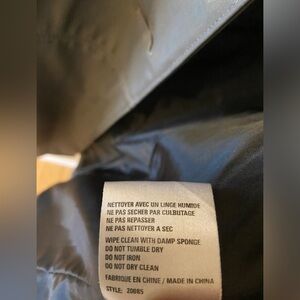 NETTOYER AVEC UN LINGE HUMIDE
NE PAS SECHER PAR CULBUTAGE
NE PAS REPASSER
NE PAS NETTOYER A SEC
WIPE CLEAN WITH DAMP SPONGE
DO NOT TUMBLE DRY
DO NOT IRON
DO NOT DRY CLEAN
FABRIQUE EN CHINE / MADE IN CHINA
STYLE: 20085